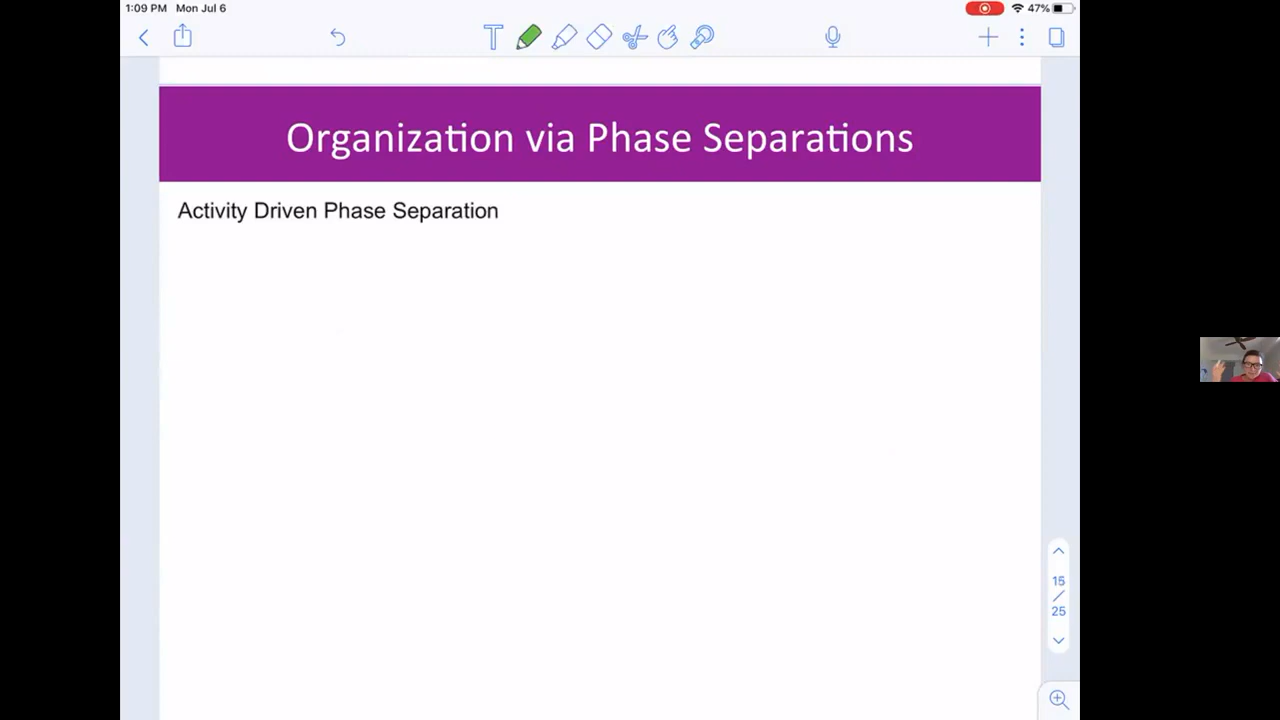 1:09 PM Mon Jul 6
47%
Organization via Phase Separations
Activity Driven Phase Separation
15
/
25